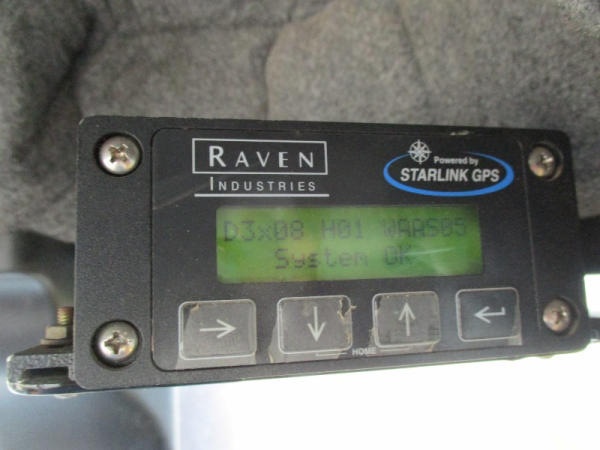 RAVEN
INDUSTRIES
Powered by
STARLINK GPS
D3x08 H01 WAAS05
System OK
HOME